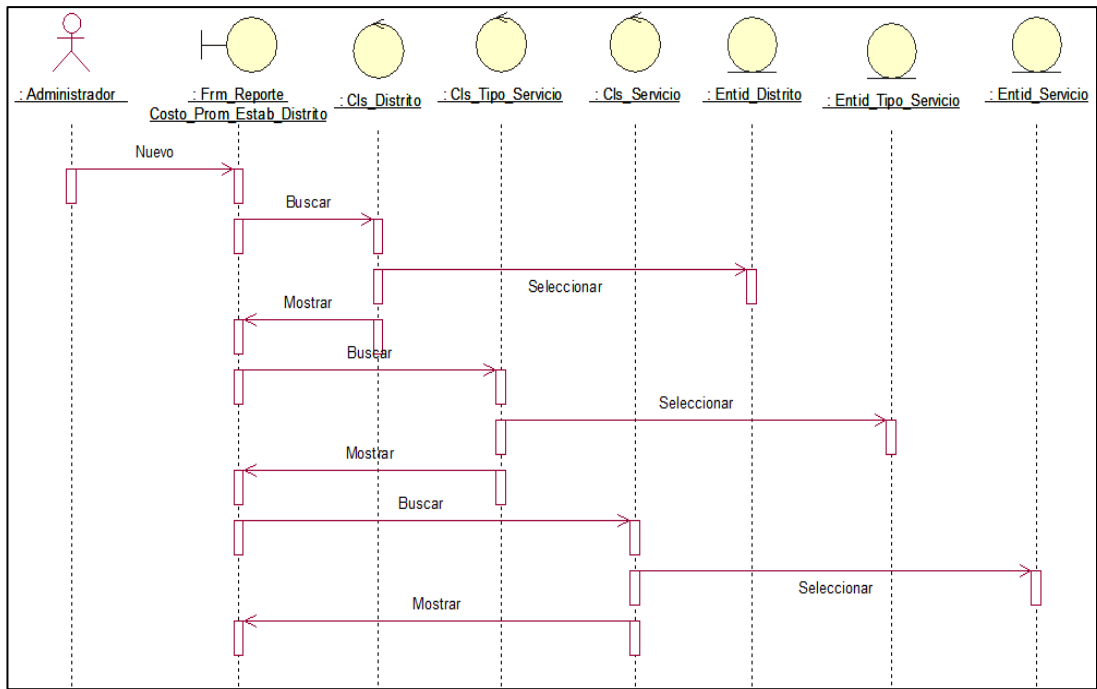 : Administrador
: Frm_Reporte
Costo_Prom_Estab_Distrito
: Cls_Distrito
: Cls_Tipo_Servicio
: Cls_Servicio
: Entid_Distrito
: Entid_Tipo_Servicio
: Entid_Servicio
Nuevo
Buscar
Seleccionar
Mostrar
Buscar
Seleccionar
Mostrar
Buscar
Seleccionar
Mostrar